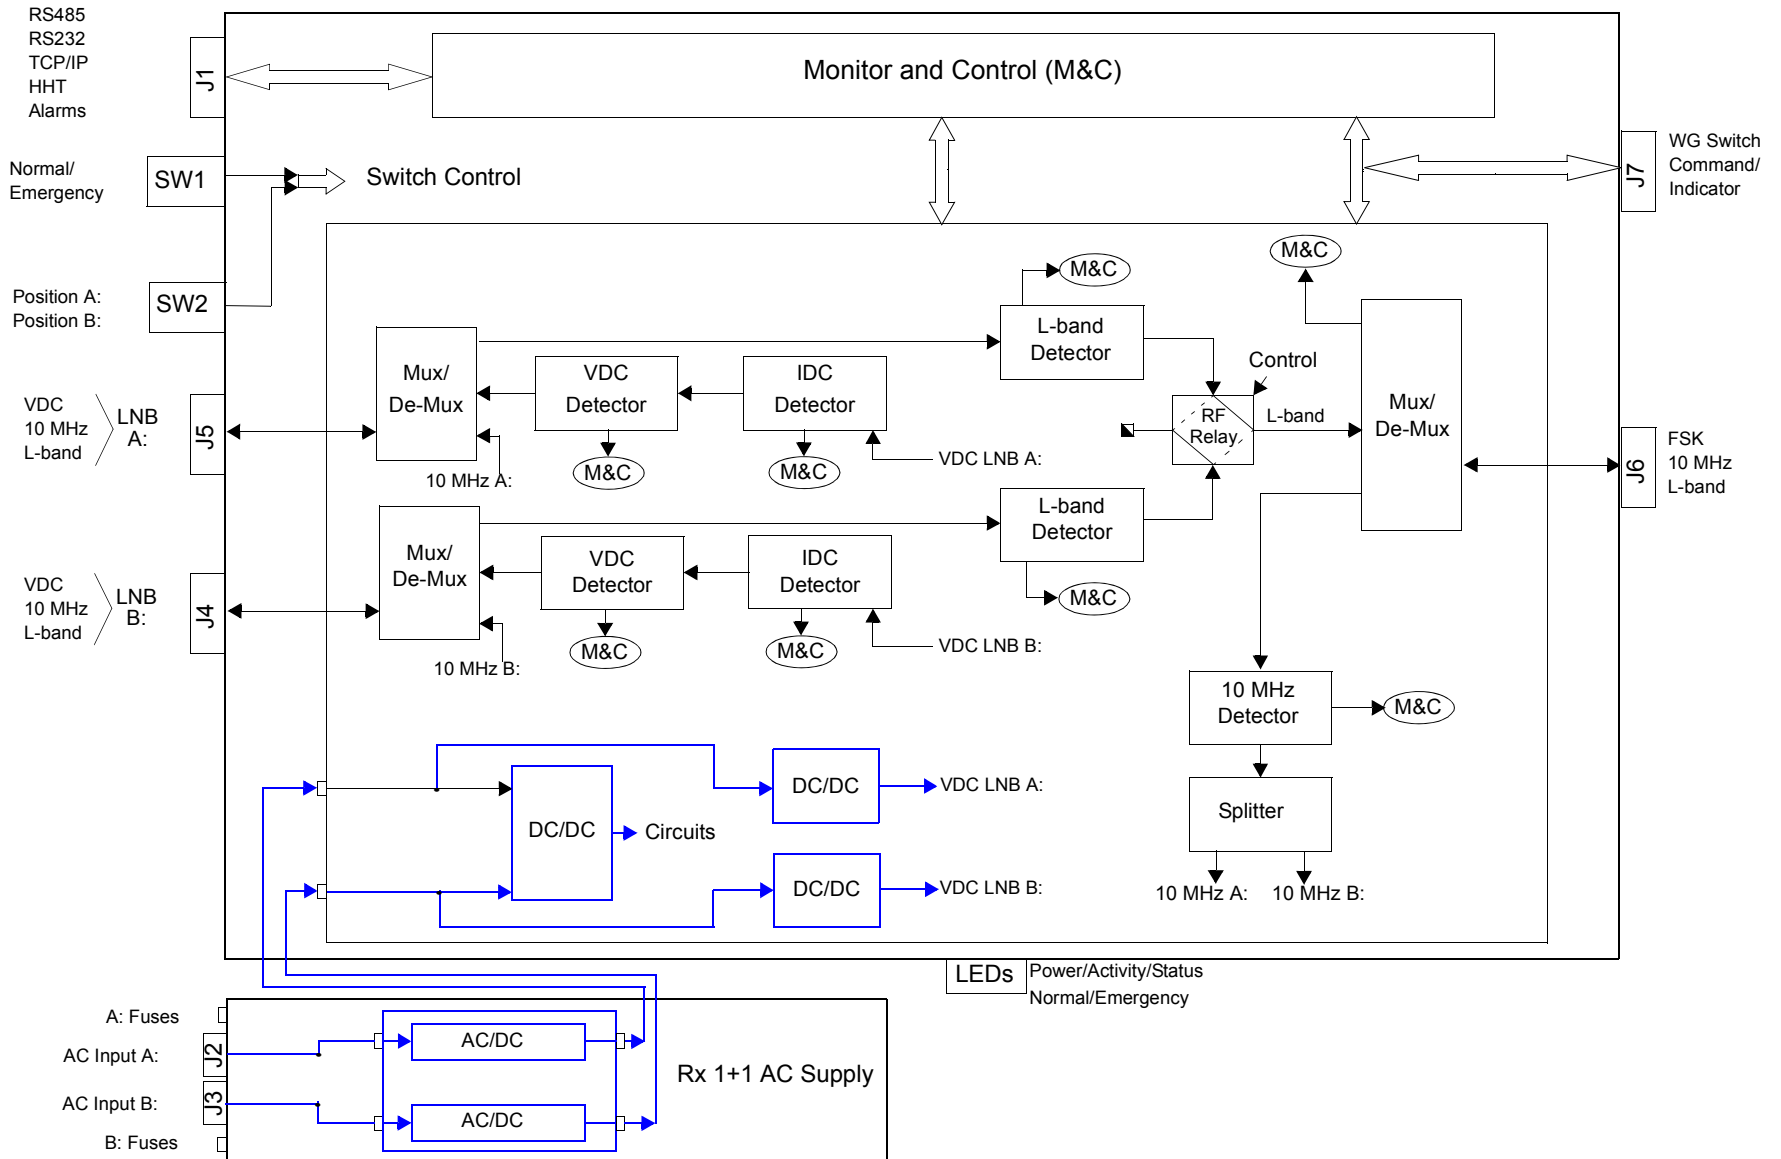 RS485
RS232
TCP/IP
HHT
Alarms
J1
Monitor and Control (M&C)
Normal/
Emergency
SW1
Switch Control
J7
WG Switch
Command/
Indicator
Position A:
Position B:
SW2
M&C
M&C
L-band
Detector
Mux/
De-Mux
VDC
Detector
IDC
Detector
Control
RF
Relay
L-band
Mux/
De-Mux
VDC
10 MHz
L-band
LNB
A:
J5
10 MHz A:
M&C
M&C
VDC LNB A:
J6
FSK
10 MHz
L-band
L-band
Detector
Mux/
De-Mux
VDC
Detector
IDC
Detector
M&C
VDC
10 MHz
L-band
LNB
B:
J4
10 MHz B:
M&C
M&C
VDC LNB B:
10 MHz
Detector
M&C
DC/DC
Circuits
DC/DC
VDC LNB A:
DC/DC
VDC LNB B:
Splitter
10 MHz A:
10 MHz B:
LEDs
Power/Activity/Status
Normal/Emergency
A: Fuses
AC Input A:
J2
AC/DC
Rx 1+1 AC Supply
AC Input B:
J3
AC/DC
B: Fuses